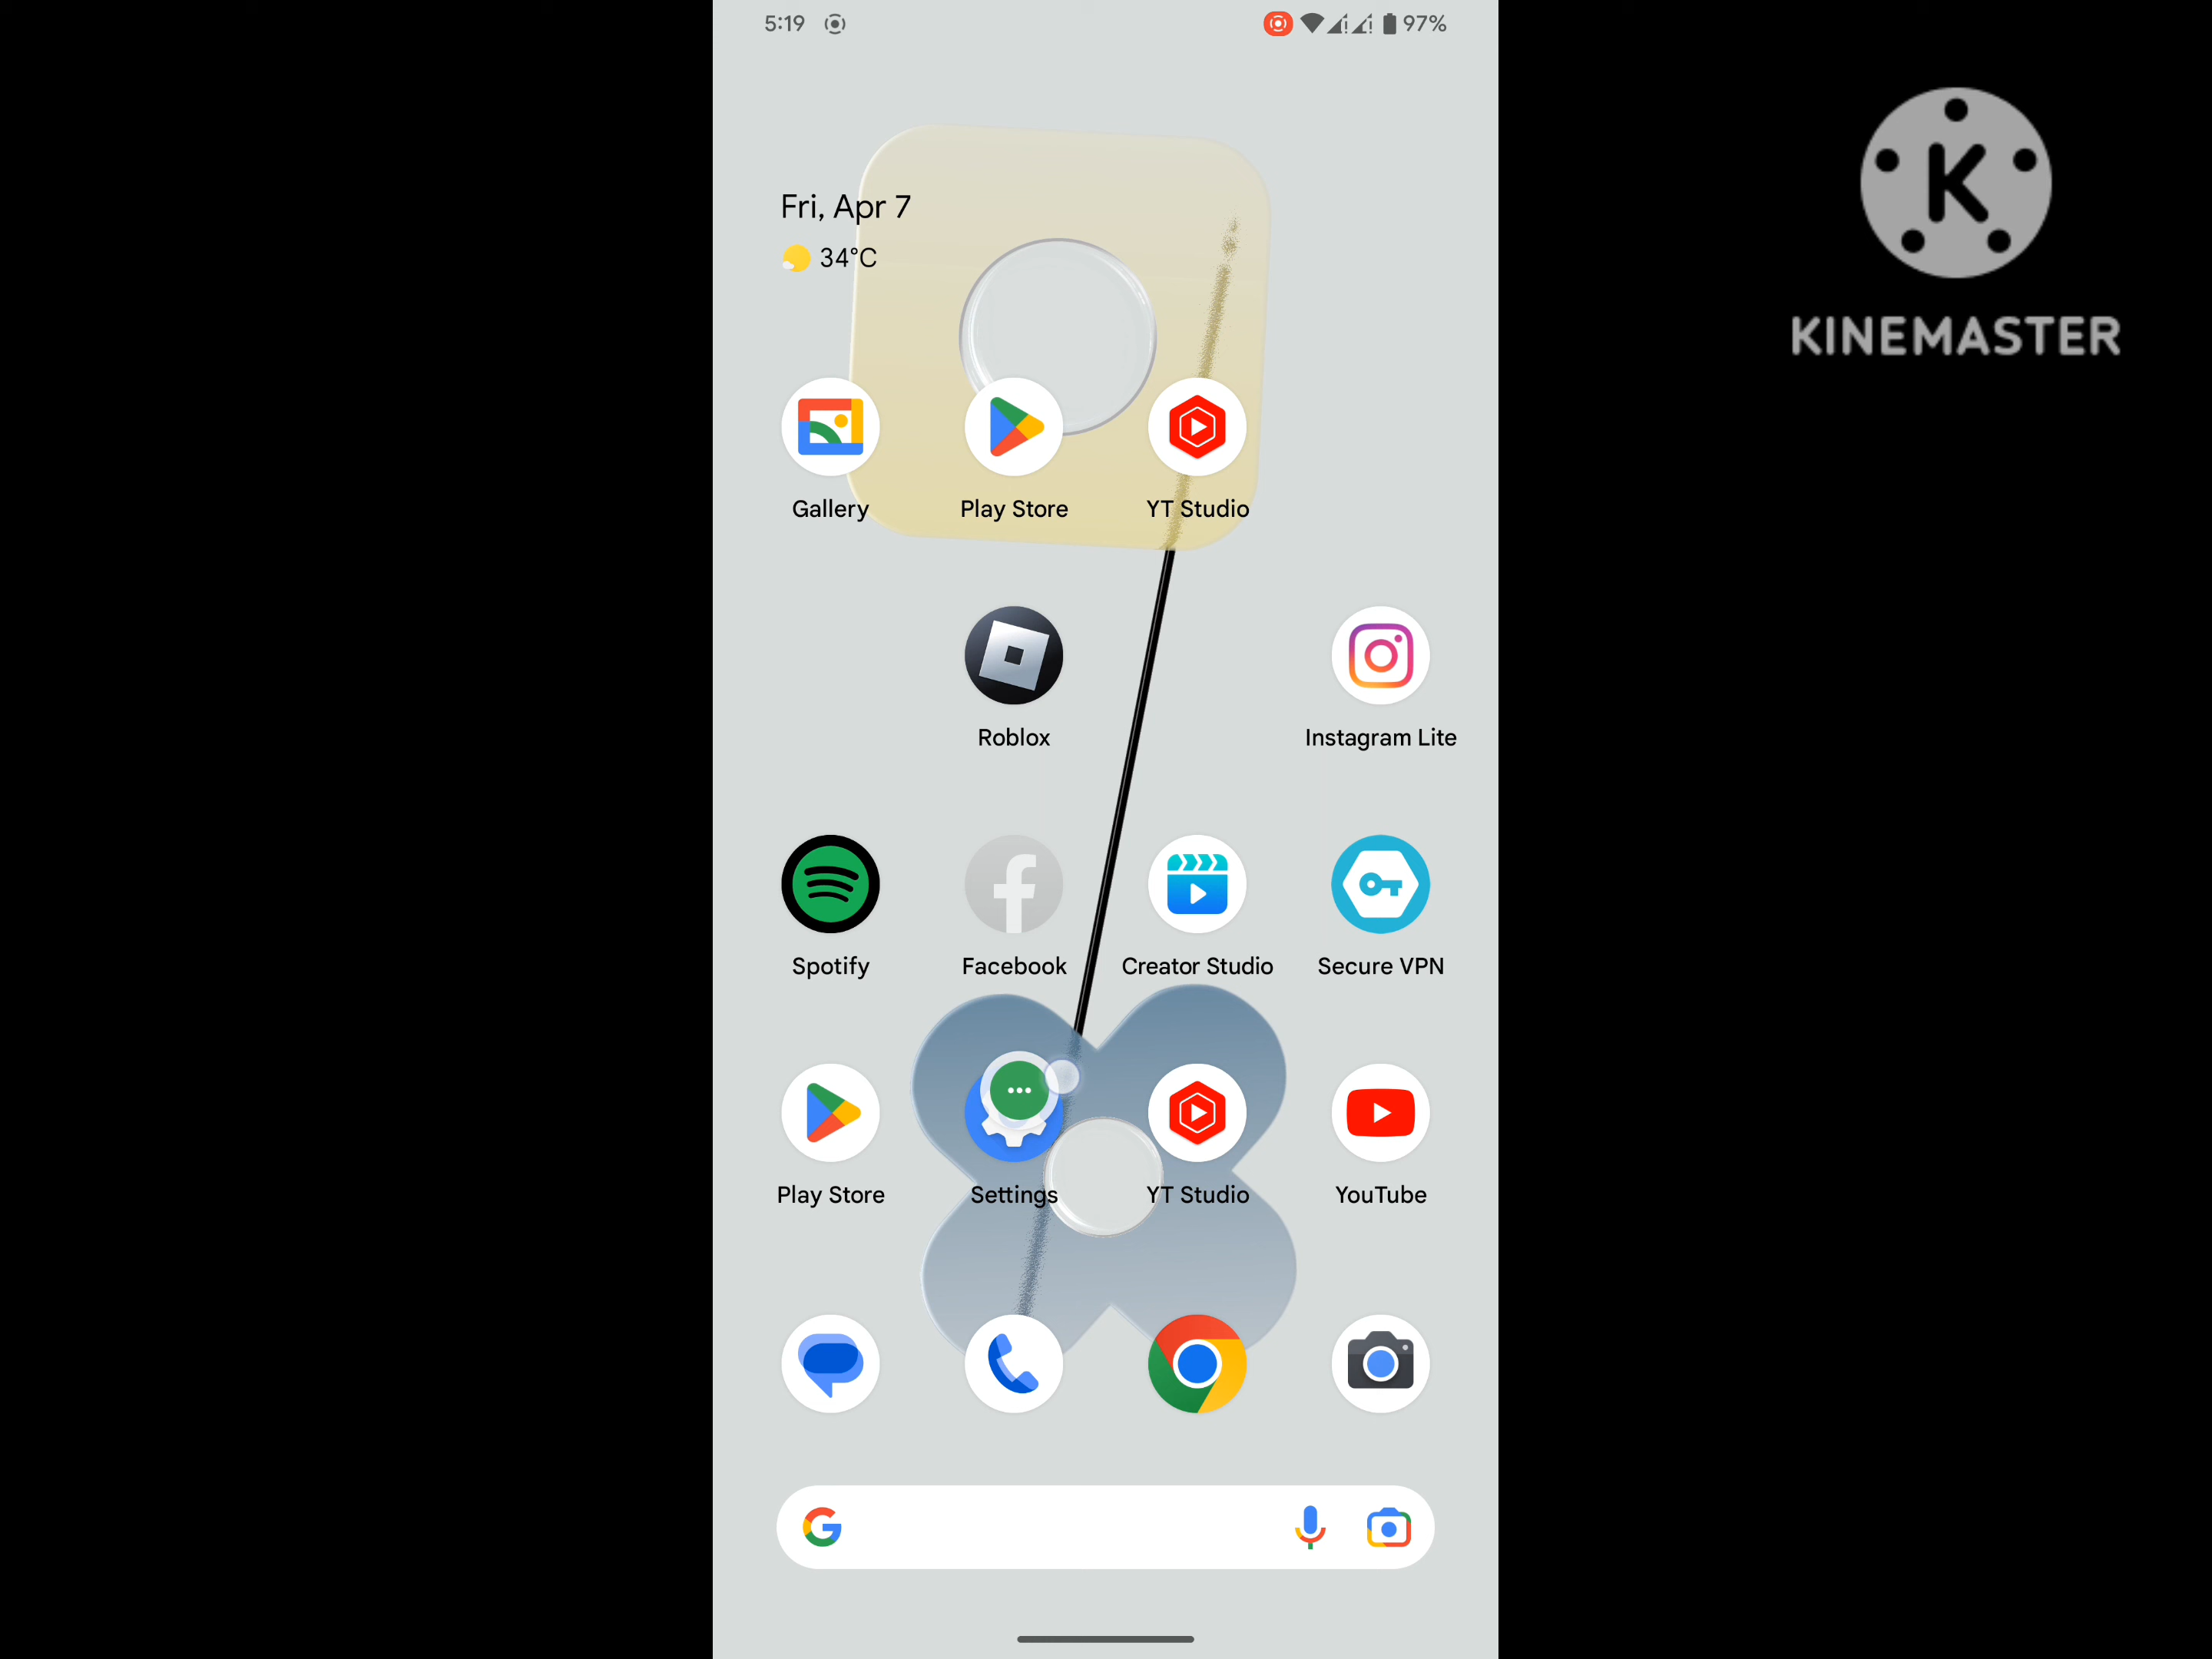 5:19
97%
KINEMASTER
Fri, Apr 7
34°C
Gallery
Play Store
YT Studio
Roblox
Instagram Lite
Spotify
Facebook
Creator Studio
Secure VPN
Play Store
Settings
YT Studio
YouTube